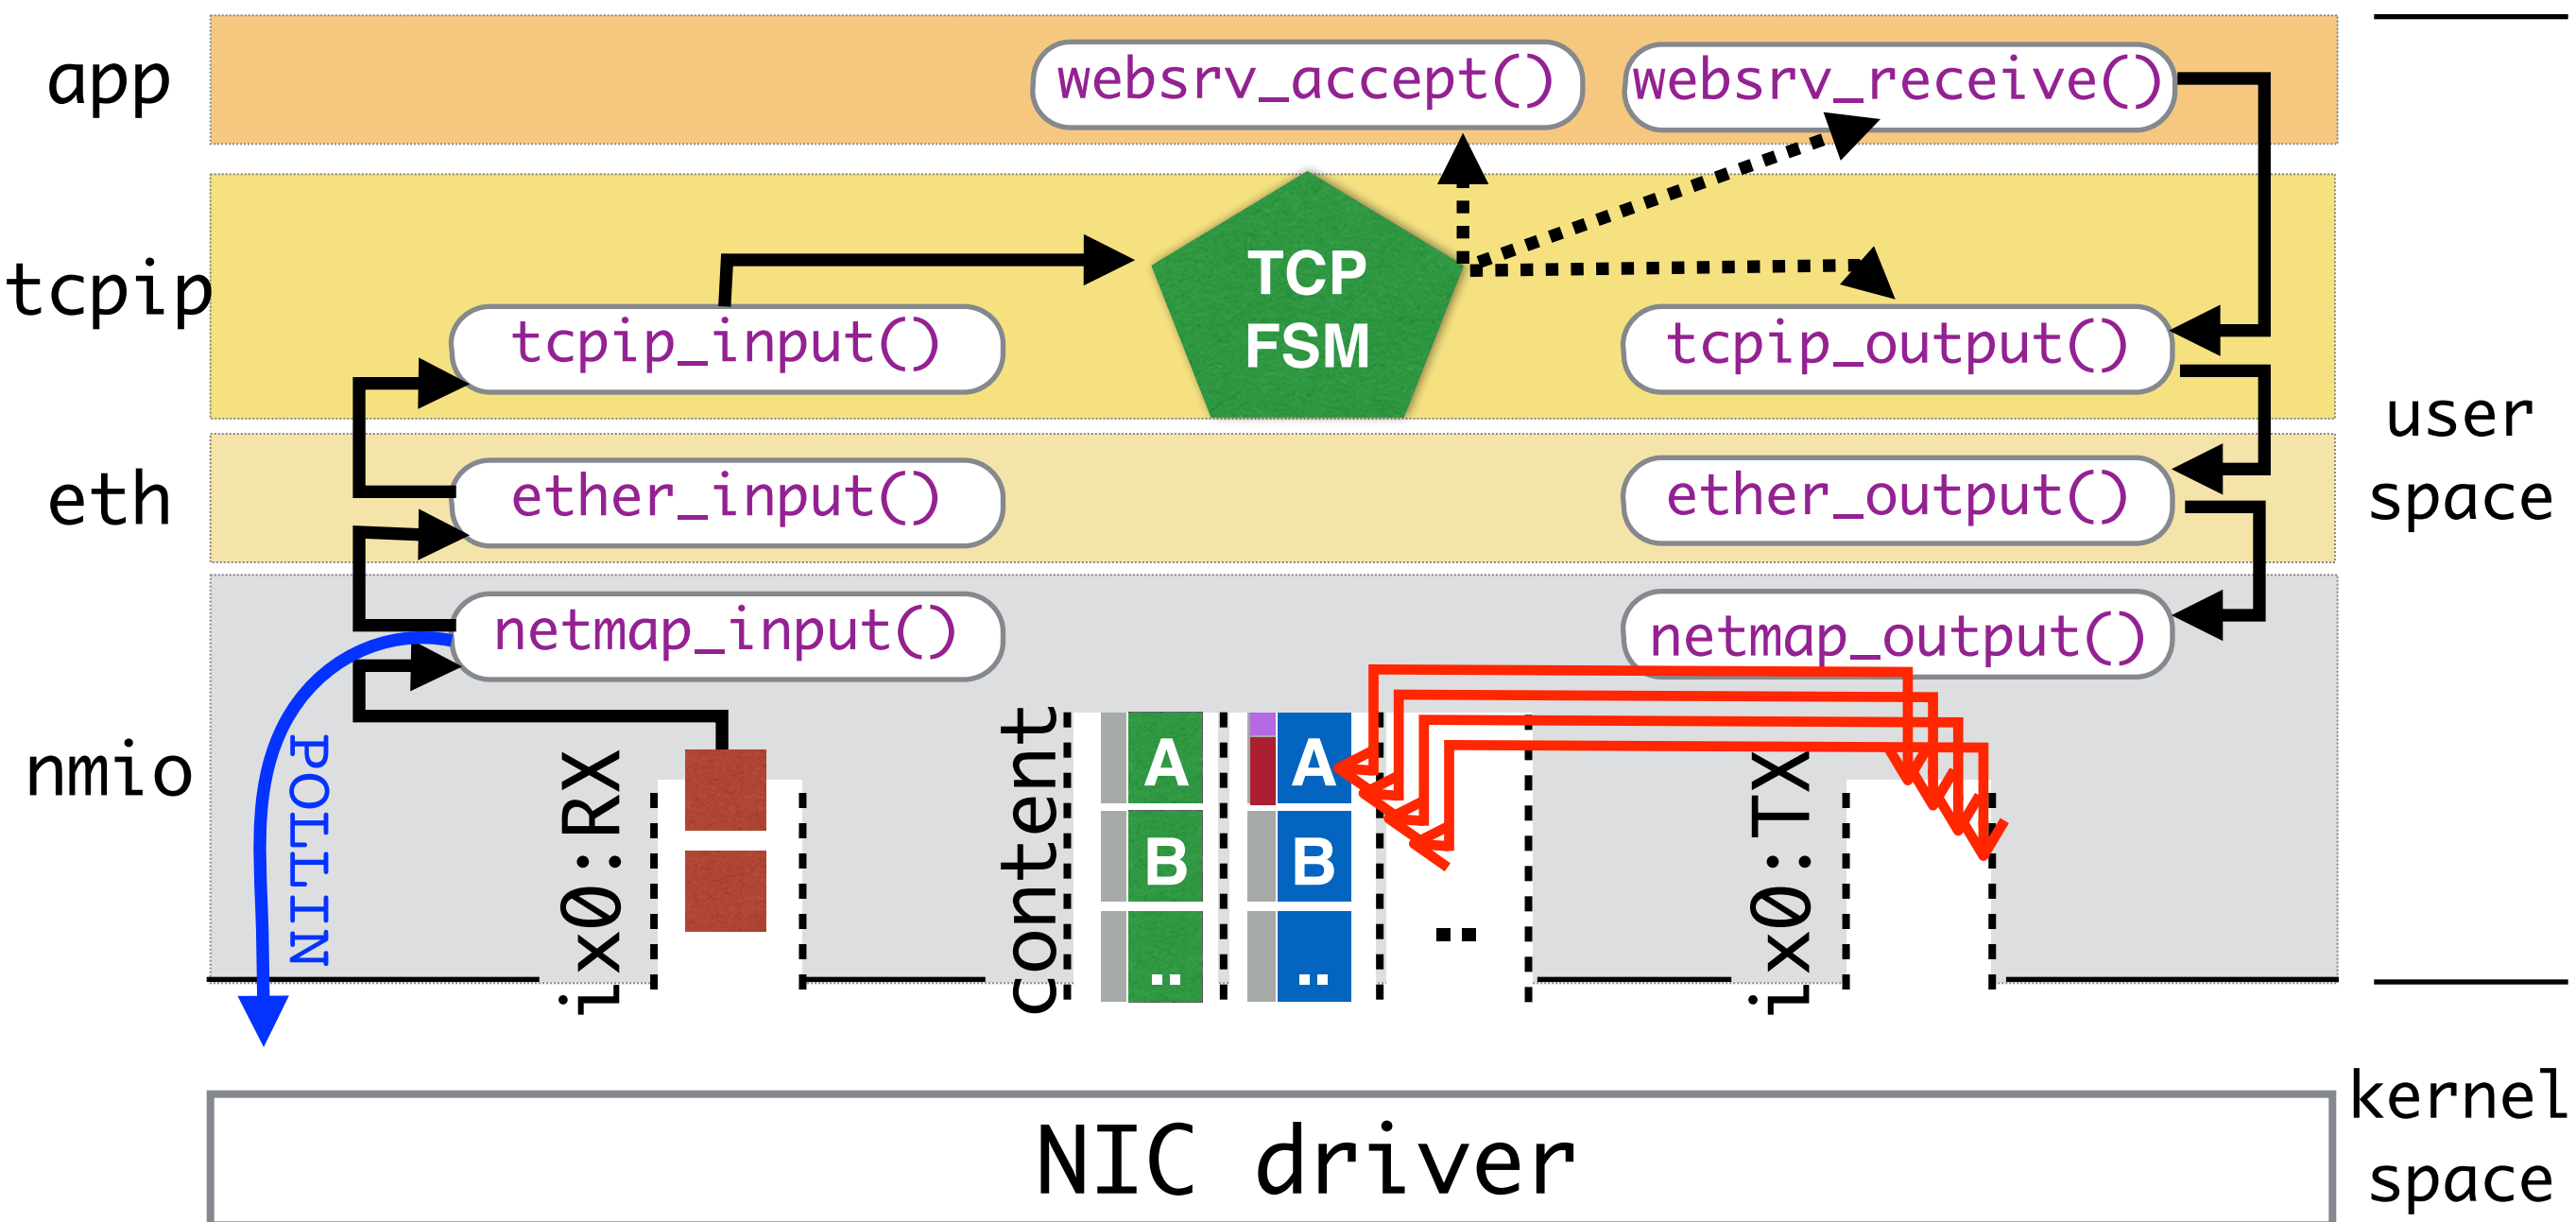 app
websrv_accept()
websrv_receive()
tcpip
TCP
FSM
tcpip_input()
tcpip_output()
user
space
eth
ether_input()
ether_output()
nmio
netmap_input()
netmap_output()
POLLIN
ix0:RX
content
A
B
..
A
B
..
..
ix0:TX
NIC driver
kernel
space